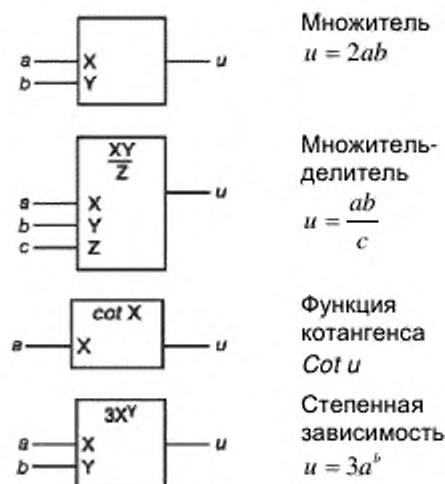 Множитель
a X u
b Y
u = 2ab
XY
Z
Множитель-
делитель
a X u
b Y
c Z
u = ab
c
cot X
Функция
котангенса
a X u
Cot u
3X^Y
Степенная
зависимость
a X u
b Y
u = 3a^b